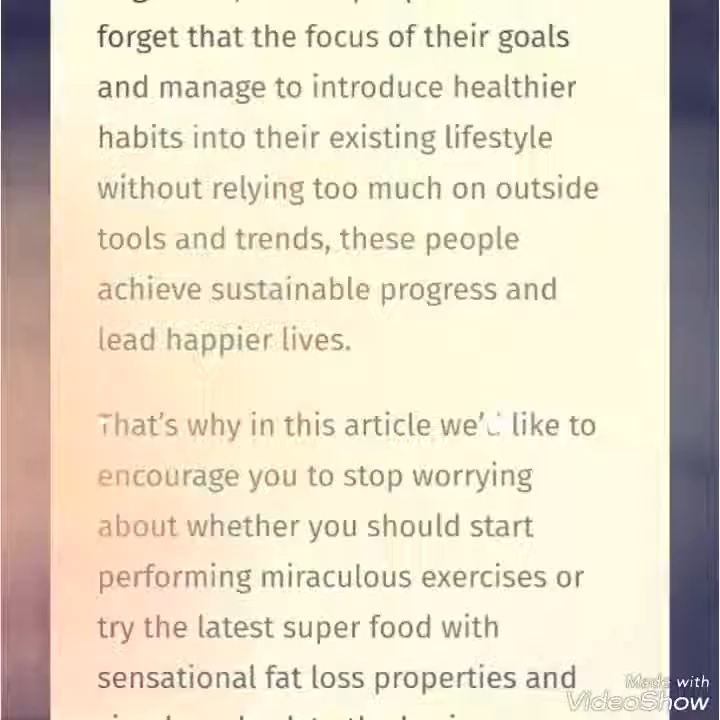 forget that the focus of their goals
and manage to introduce healthier
habits into their existing lifestyle
without relying too much on outside
tools and trends, these people
achieve sustainable progress and
lead happier lives.
That's why in this article we'd like to
encourage you to stop worrying
about whether you should start
performing miraculous exercises or
try the latest super food with
sensational fat loss properties and
Made with
VideoShow